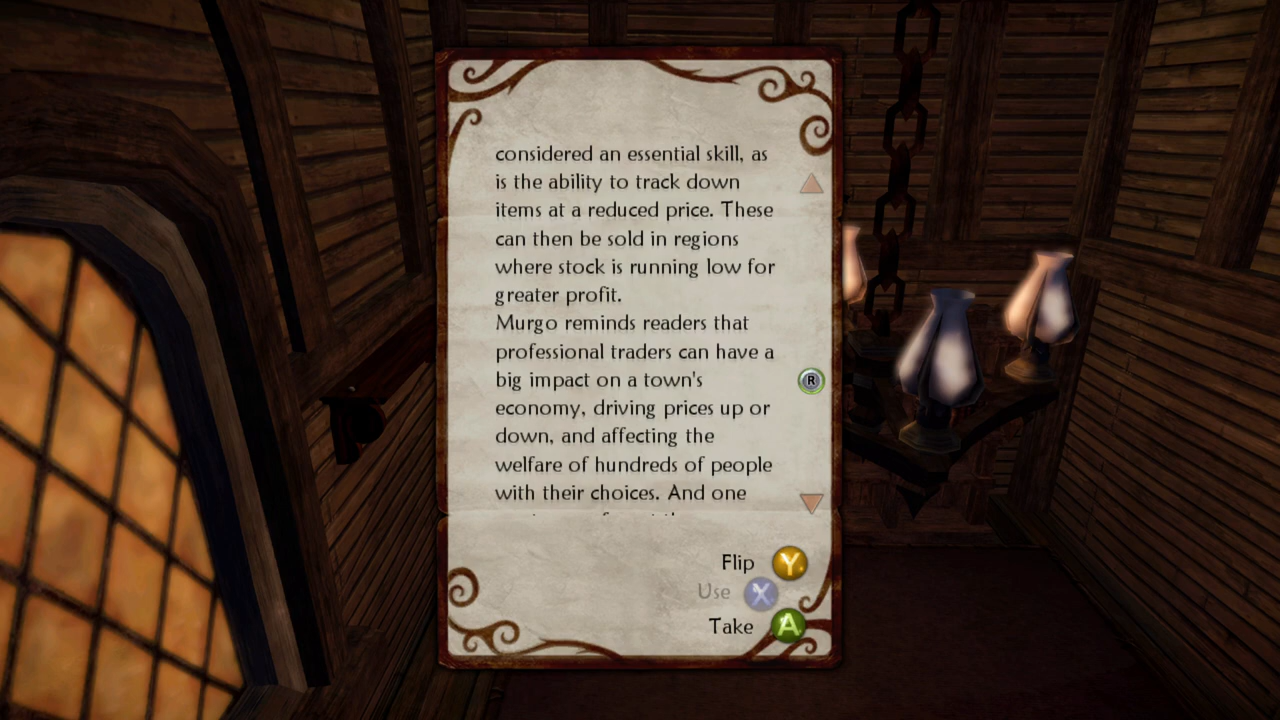 considered an essential skill, as
is the ability to track down
items at a reduced price. These
can then be sold in regions
where stock is running low for
greater profit.
Murgo reminds readers that
professional traders can have a
big impact on a town's
economy, driving prices up or
down, and affecting the
welfare of hundreds of people
with their choices. And one
R
Flip Y
Use X
Take A